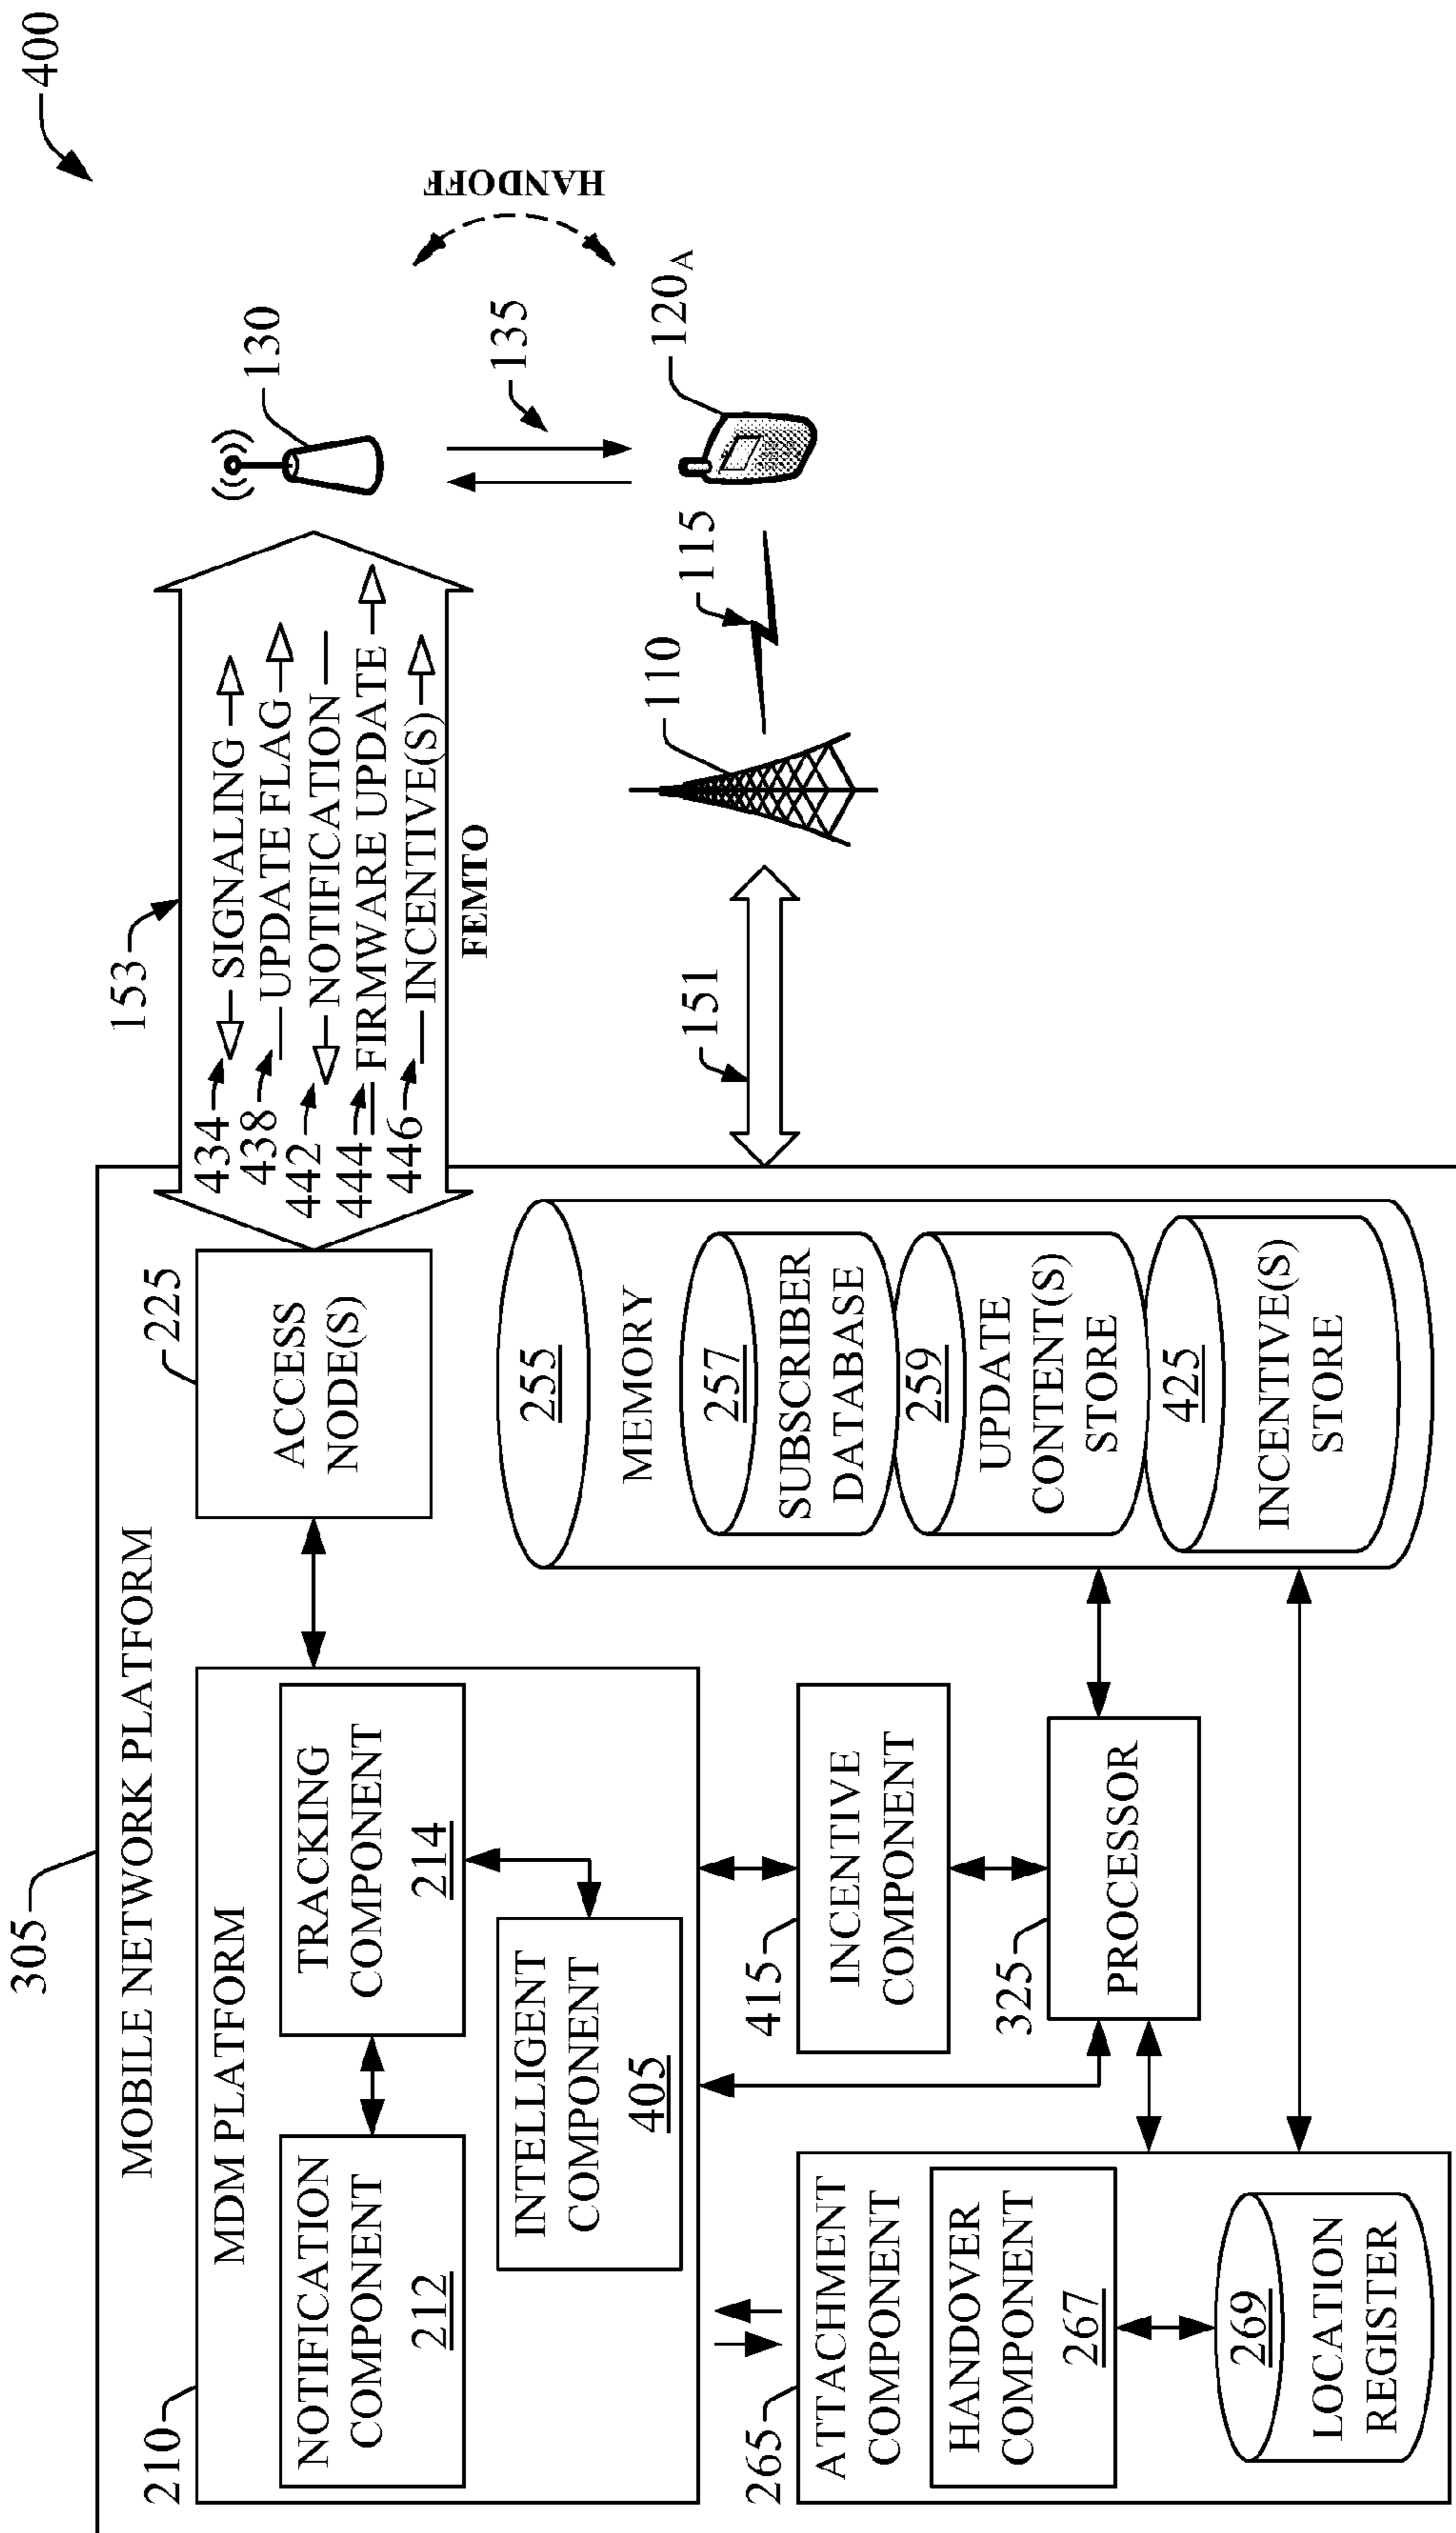 400
305
MOBILE NETWORK PLATFORM
210
MDM PLATFORM
NOTIFICATION
COMPONENT
212
TRACKING
COMPONENT
214
INTELLIGENT
COMPONENT
405
225
ACCESS
NODE(S)
153
434
SIGNALING
438
UPDATE FLAG
442
NOTIFICATION
444
FIRMWARE UPDATE
446
INCENTIVE(S)
FEMTO
130
HANDOFF
135
120A
115
110
151
265
ATTACHMENT
COMPONENT
HANDOVER
COMPONENT
267
269
LOCATION
REGISTER
415
INCENTIVE
COMPONENT
325
PROCESSOR
255
MEMORY
257
SUBSCRIBER
DATABASE
259
UPDATE
CONTENT(S)
STORE
425
INCENTIVE(S)
STORE